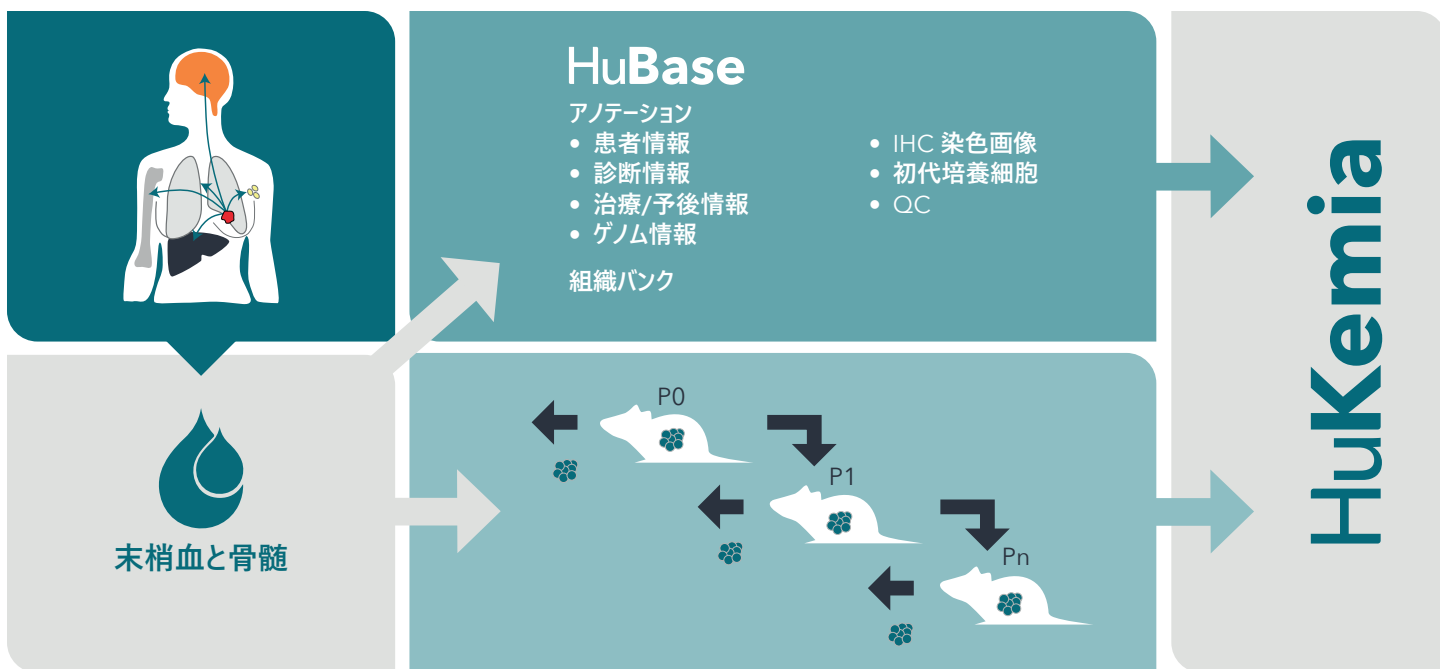 HuBase
アノテーション
• 患者情報
• 診断情報
• 治療/予後情報
• ゲノム情報
• IHC 染色画像
• 初代培養細胞
• QC
組織バンク
末梢血と骨髄
P0
P1
Pn
HuKemia